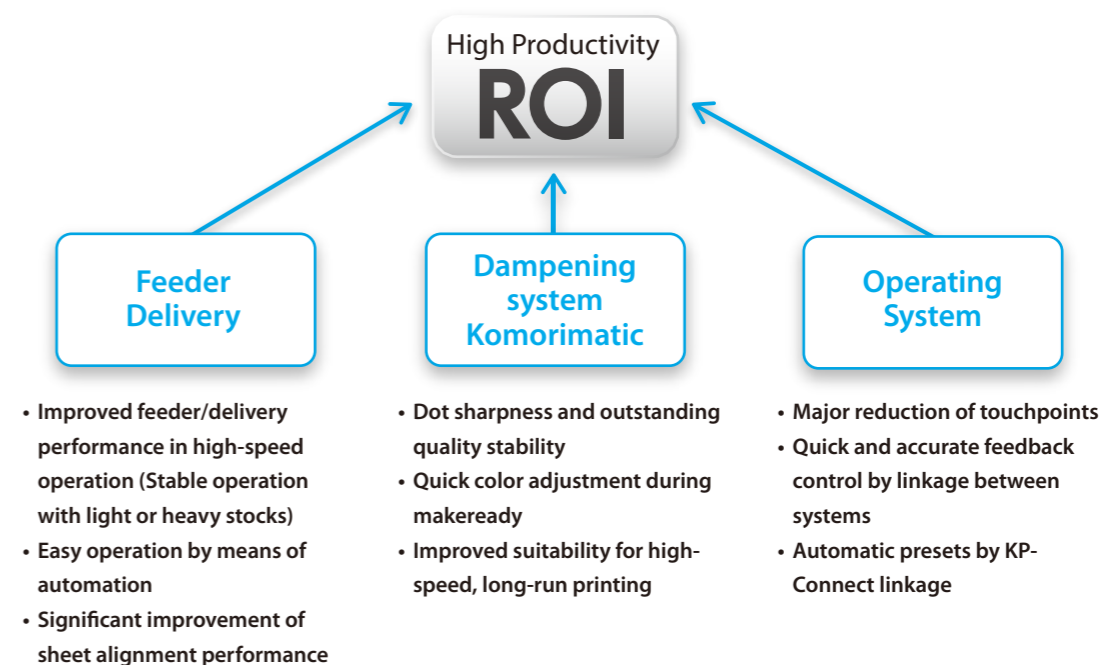 High Productivity
ROI
Feeder
Delivery
• Improved feeder/delivery
performance in high-speed
operation (Stable operation
with light or heavy stocks)
• Easy operation by means of
automation
• Significant improvement of
sheet alignment performance
Dampening
system
Komorimatic
• Dot sharpness and outstanding
quality stability
• Quick color adjustment during
makeready
• Improved suitability for high-
speed, long-run printing
Operating
System
• Major reduction of touchpoints
• Quick and accurate feedback
control by linkage between
systems
• Automatic presets by KP-
Connect linkage